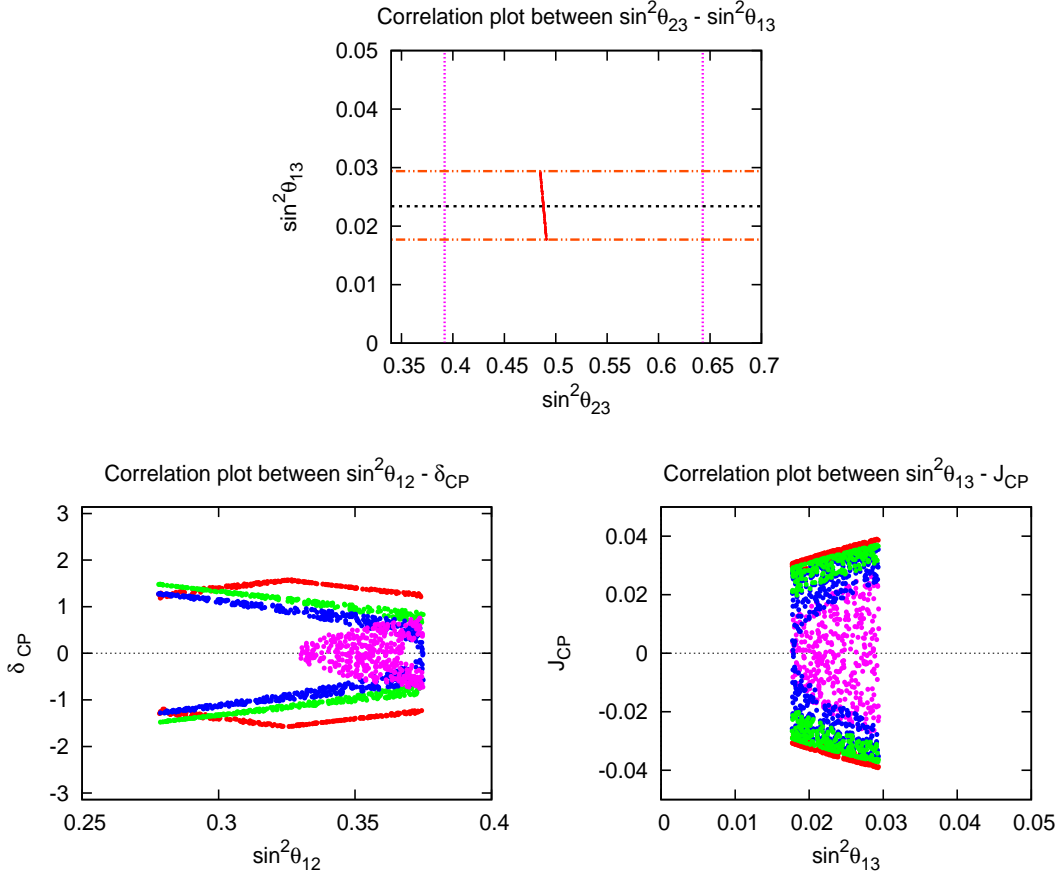 Correlation plot between sin²θ₂₃ - sin²θ₁₃
0.05
0.04
0.03
0.02
0.01
0
sin²θ₁₃
0.35 0.4 0.45 0.5 0.55 0.6 0.65 0.7
sin²θ₂₃
Correlation plot between sin²θ₁₂ - δCP
3
2
1
0
-1
-2
-3
δ CP
0.25 0.3 0.35 0.4
sin²θ₁₂
Correlation plot between sin²θ₁₃ - JCP
0.04
0.02
0
-0.02
-0.04
JCP
0 0.01 0.02 0.03 0.04 0.05
sin²θ₁₃